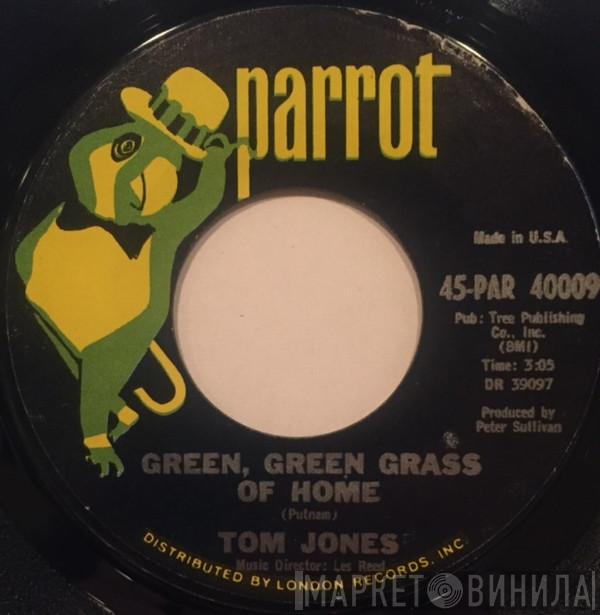 parrot
Made in U.S.A.
45-PAR 40009
Pub: Tree Publishing
Co., Inc.
(BMI)
Time: 3:05
DR 39097
Produced by
Peter Sullivan
GREEN, GREEN GRASS
OF HOME
(Putnam)
TOM JONES
Music Director: Les Reed
DISTRIBUTED BY LONDON RECORDS, INC.
МАРКЕТ ВИНИЛА